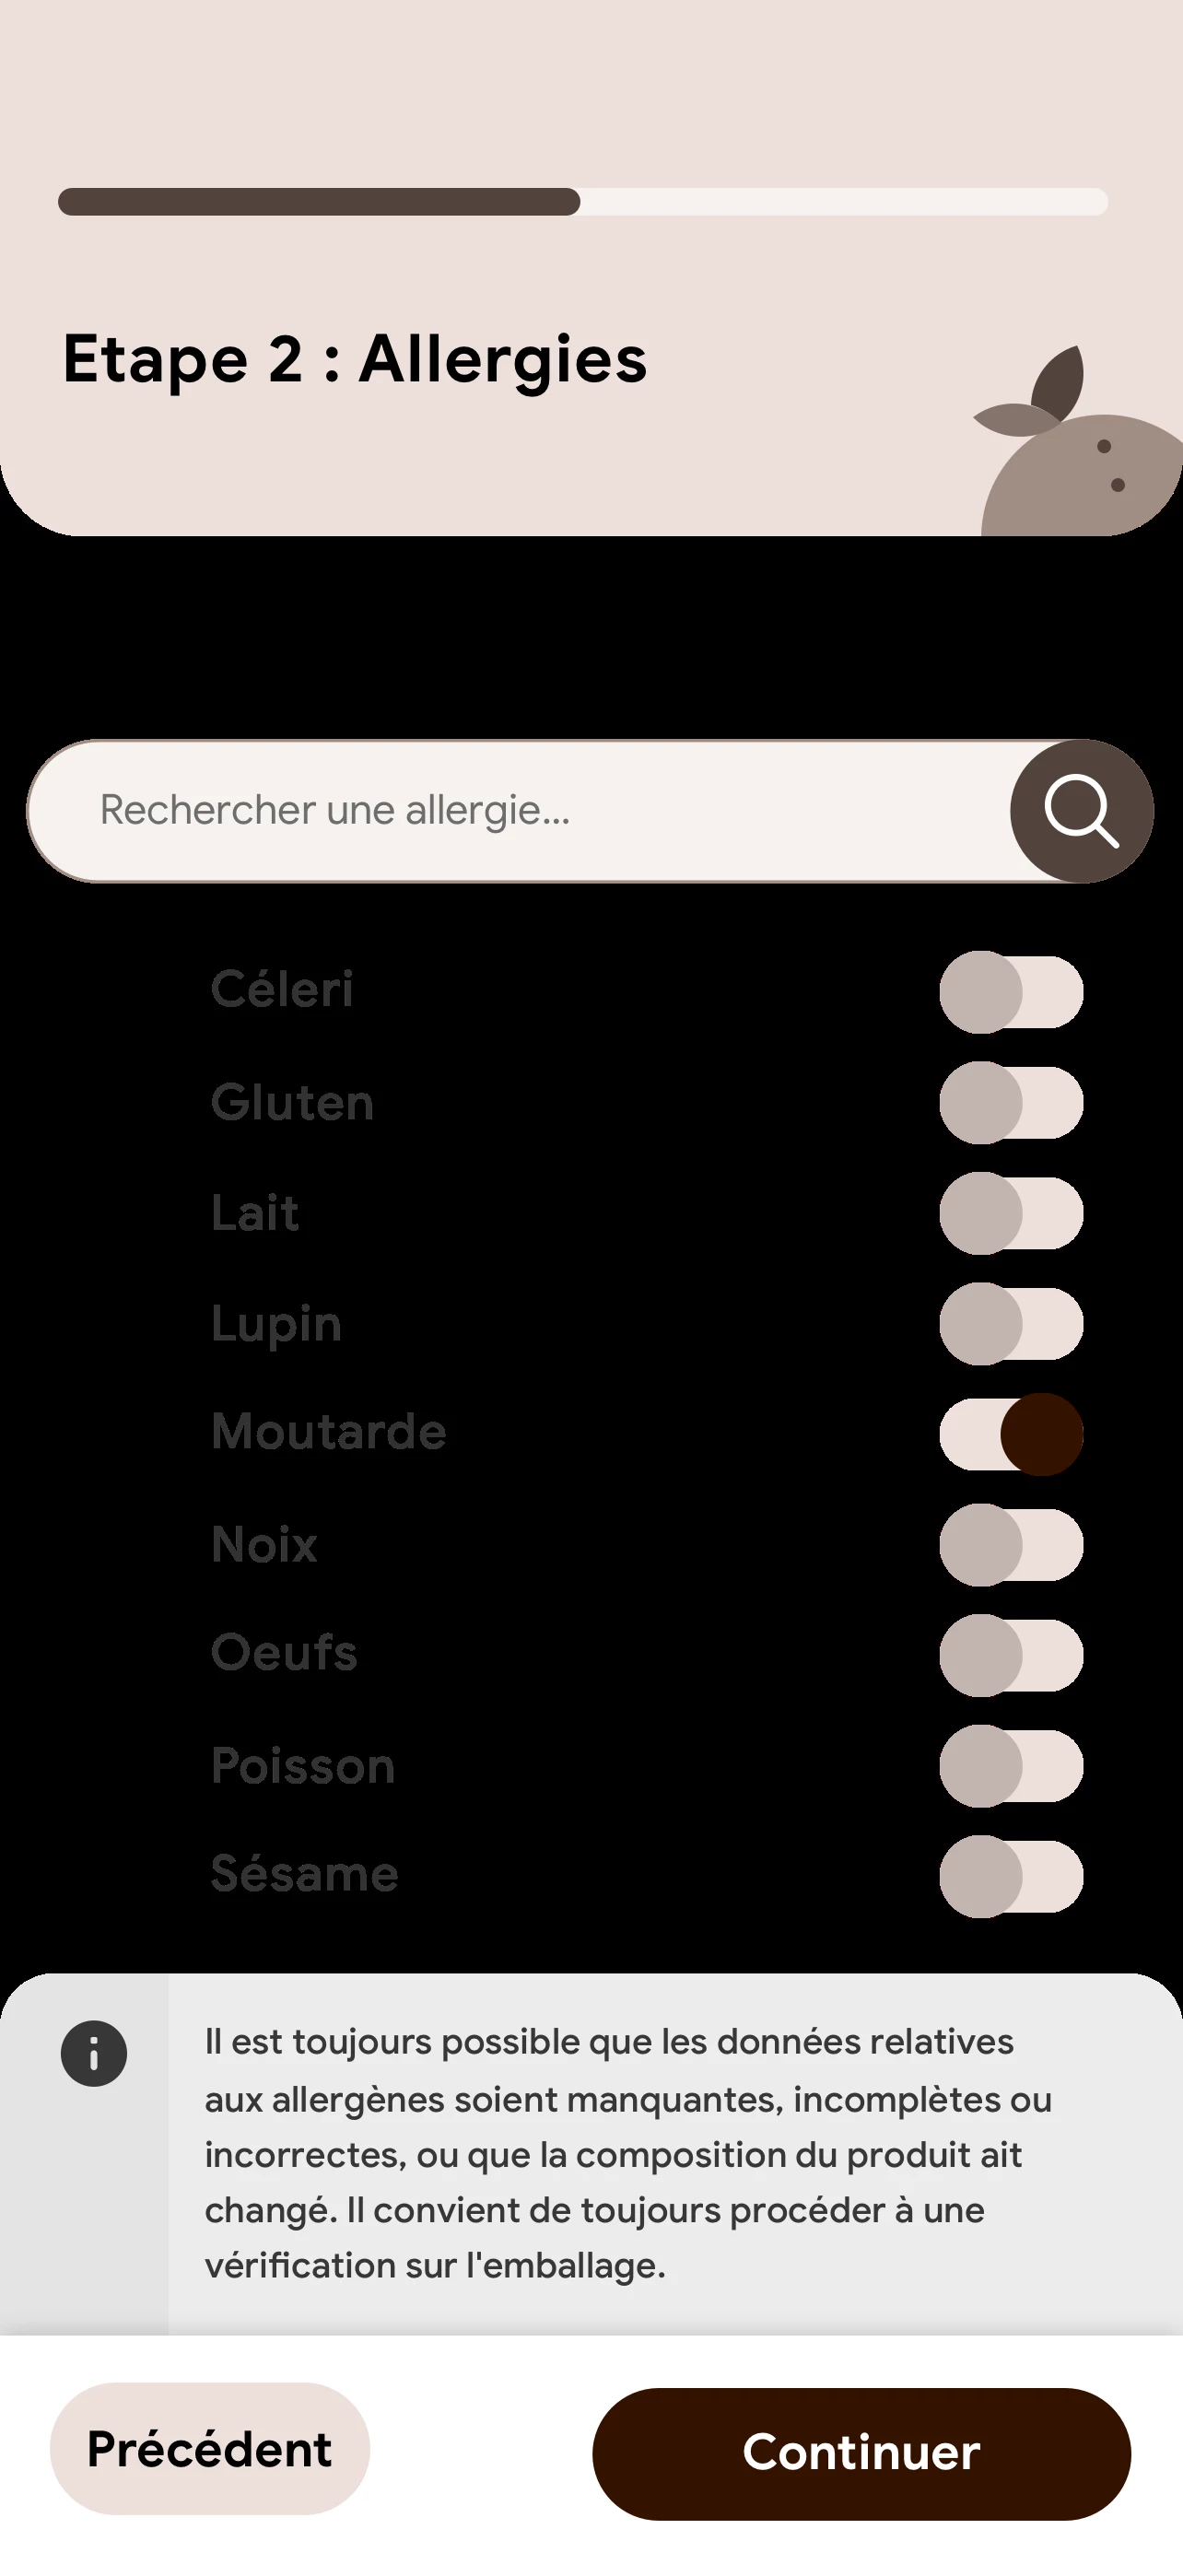 Etape 2 : Allergies
Rechercher une allergie...
Céleri
Gluten
Lait
Lupin
Moutarde
Noix
Oeufs
Poisson
Sésame
Il est toujours possible que les données relatives
aux allergènes soient manquantes, incomplètes ou
incorrectes, ou que la composition du produit ait
changé. Il convient de toujours procéder à une
vérification sur l'emballage.
Précédent
Continuer